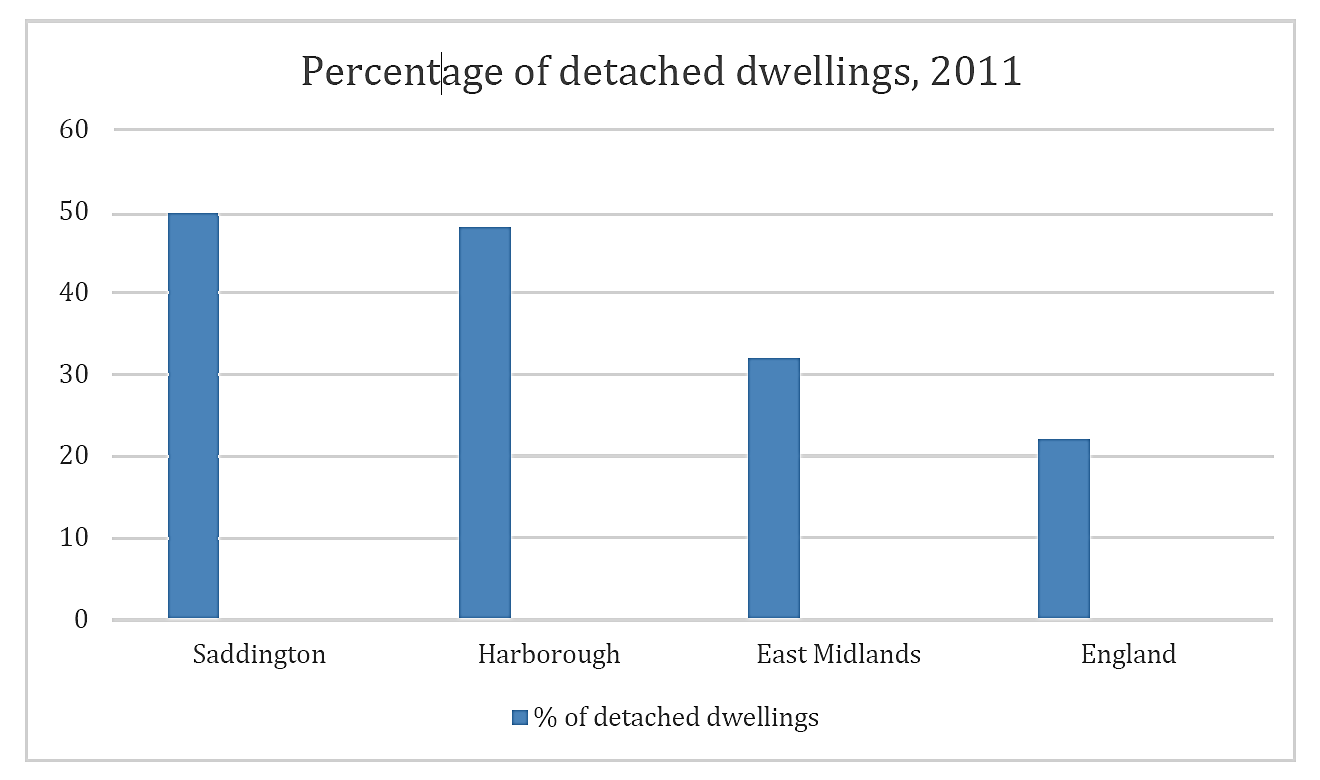 Percentage of detached dwellings, 2011
60
50
40
30
20
10
0
Saddington Harborough East Midlands England
% of detached dwellings